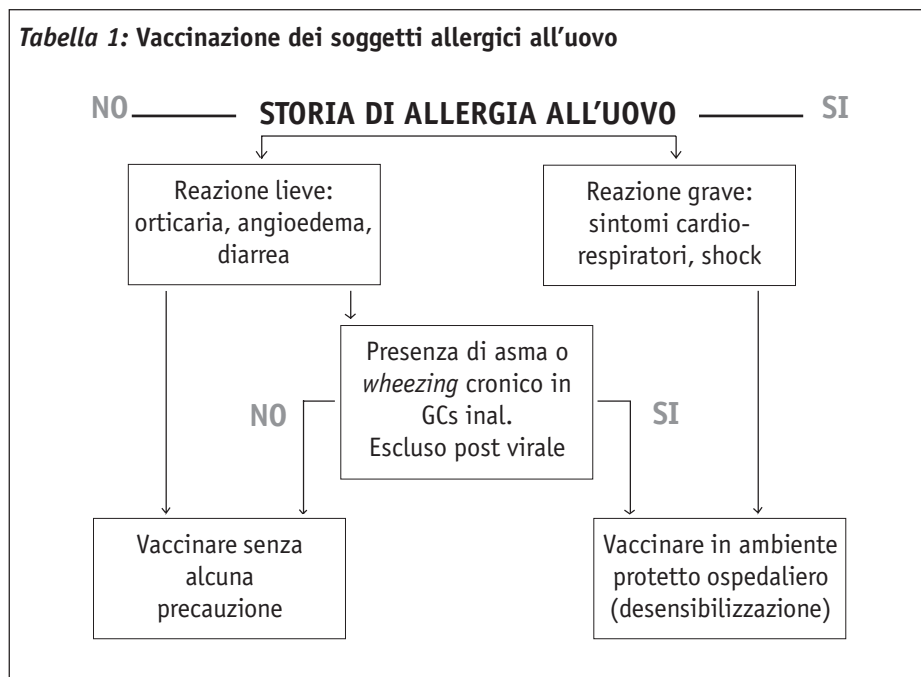 Tabella 1: Vaccinazione dei soggetti allergici all'uovo
NO STORIA DI ALLERGIA ALL'UOVO SI
Reazione lieve:
orticaria, angioedema,
diarrea
Reazione grave:
sintomi cardio-
respiratori, shock
Presenza di asma o
wheezing cronico in
GCs inal.
Escluso post virale
NO
SI
Vaccinare senza
alcuna
precauzione
Vaccinare in ambiente
protetto ospedaliero
(desensibilizzazione)